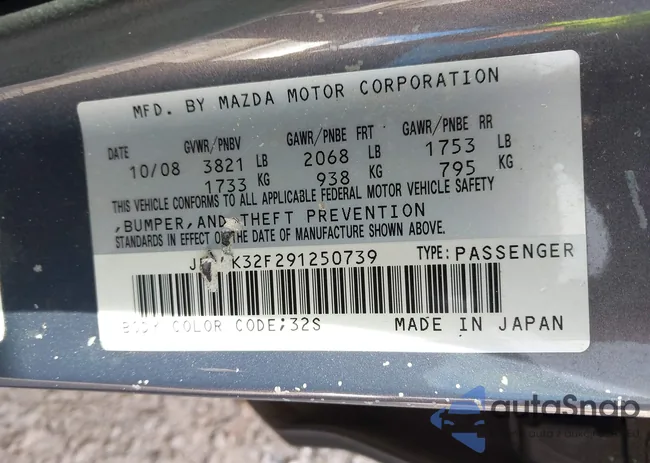 MFD. BY MAZDA MOTOR CORPORATION
DATE GVWR/PNBV GAWR/PNBE FRT GAWR/PNBE RR
10/08 3821 LB 2068 LB 1753 LB
1733 KG 938 KG 795 KG
THIS VEHICLE CONFORMS TO ALL APPLICABLE FEDERAL MOTOR VEHICLE SAFETY
,BUMPER,AND THEFT PREVENTION
STANDARDS IN EFFECT ON THE DATE OF MANUFACTURE SHOWN ABOVE.
K32F291250739 TYPE:PASSENGER
BODY COLOR CODE;32S MADE IN JAPAN
autoSnap